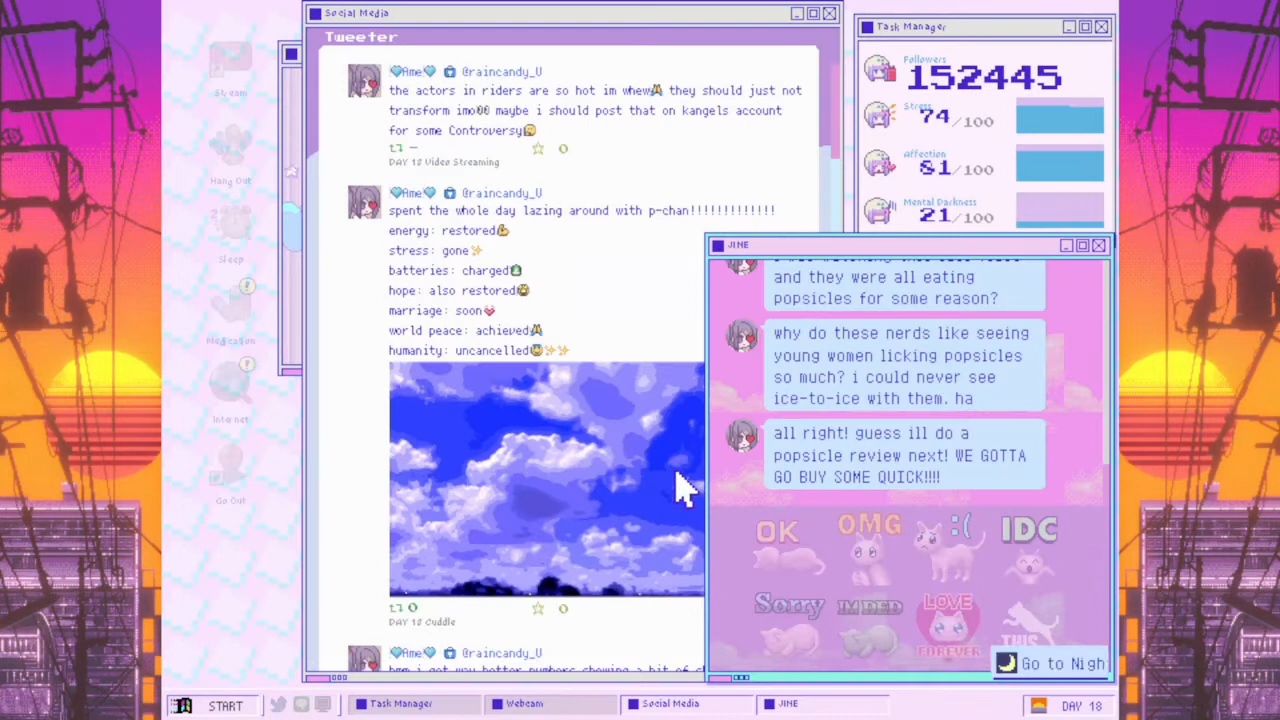 Social Media
Tweeter
Ame @raincandy_U
the actors in riders are so hot im whew they should just not
transform imo maybe i should post that on kangels account
for some Controversy
DAY 18 Video Streaming
Ame @raincandy_U
spent the whole day lazing around with p-chan!!!!!!!!!!!!!
energy: restored
stress: gone
batteries: charged
hope: also restored
marriage: soon
world peace: achieved
humanity: uncancelled
0
DAY 18 Cuddle
Ame @raincandy_U
Stream
Hang Out
Sleep
Medication
Internet
Go Out
Task Manager
Followers
152445
Stress
74/100
Affection
81/100
Mental Darkness
21/100
JINE
and they were all eating
popsicles for some reason?
why do these nerds like seeing
young women licking popsicles
so much? i could never see
ice-to-ice with them. ha
all right! guess ill do a
popsicle review next! WE GOTTA
GO BUY SOME QUICK!!!!
OK
OMG
:(
IDC
Sorry
IM DED
LOVE
FOREVER
THIS
Go to Nigh
START
Task Manager
Webcam
Social Media
JINE
DAY 18